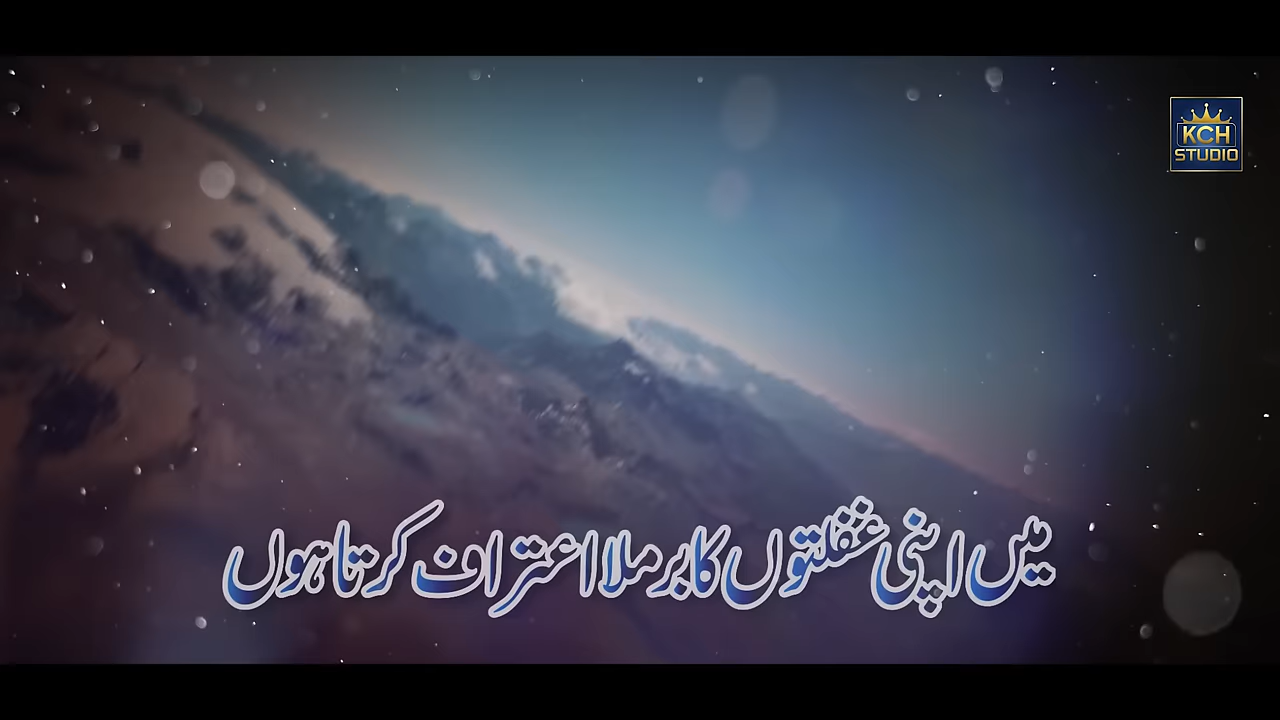 KCH
STUDIO
میں اپنی غفلتوں کا برملا اعتراف کرتا ہوں